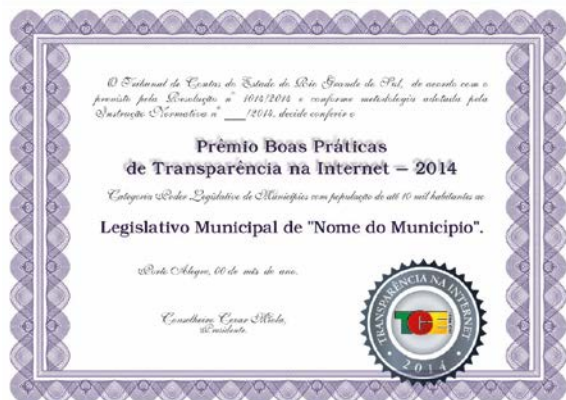 O Tribunal de Contas do Estado do Rio Grande do Sul, de acordo com o
previsto pela Resolução n° 1014/2014 e conforme metodologia adotada pela
Instrução Normativa n° ___/2014, decide conferir o
Prêmio Boas Práticas
de Transparência na Internet – 2014
Categoria Poder Legislativo de Municípios com população de até 10 mil habitantes ao
Legislativo Municipal de "Nome do Município".
Porto Alegre, 00 de mês de ano.
Conselheiro Cezar Miola,
Presidente.
TRANSPARÊNCIA NA INTERNET
TCE
• 2014 •